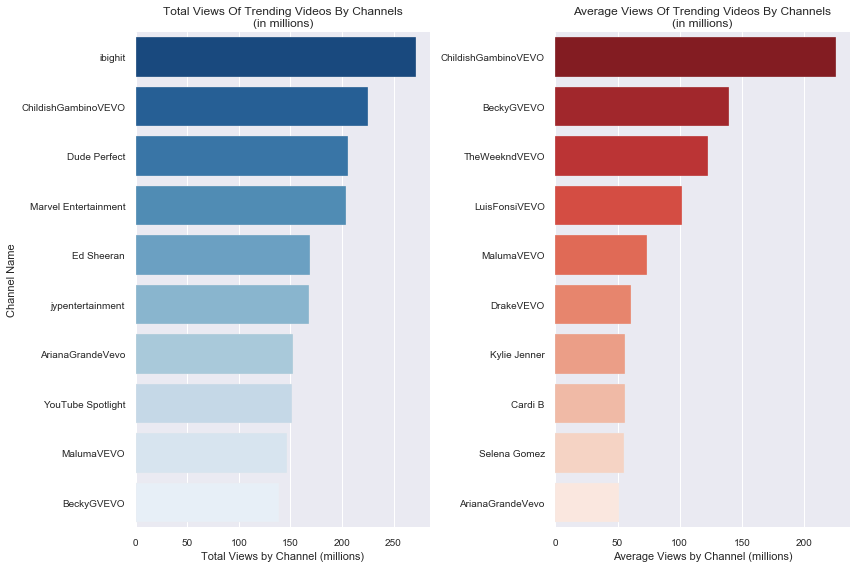 Total Views Of Trending Videos By Channels
(in millions)
Channel Name
ibighit
ChildishGambinoVEVO
Dude Perfect
Marvel Entertainment
Ed Sheeran
jypentertainment
ArianaGrandeVevo
YouTube Spotlight
MalumaVEVO
BeckyGVEVO
0 50 100 150 200 250
Total Views by Channel (millions)
Average Views Of Trending Videos By Channels
(in millions)
ChildishGambinoVEVO
BeckyGVEVO
TheWeekndVEVO
LuisFonsiVEVO
MalumaVEVO
DrakeVEVO
Kylie Jenner
Cardi B
Selena Gomez
ArianaGrandeVevo
0 50 100 150 200
Average Views by Channel (millions)